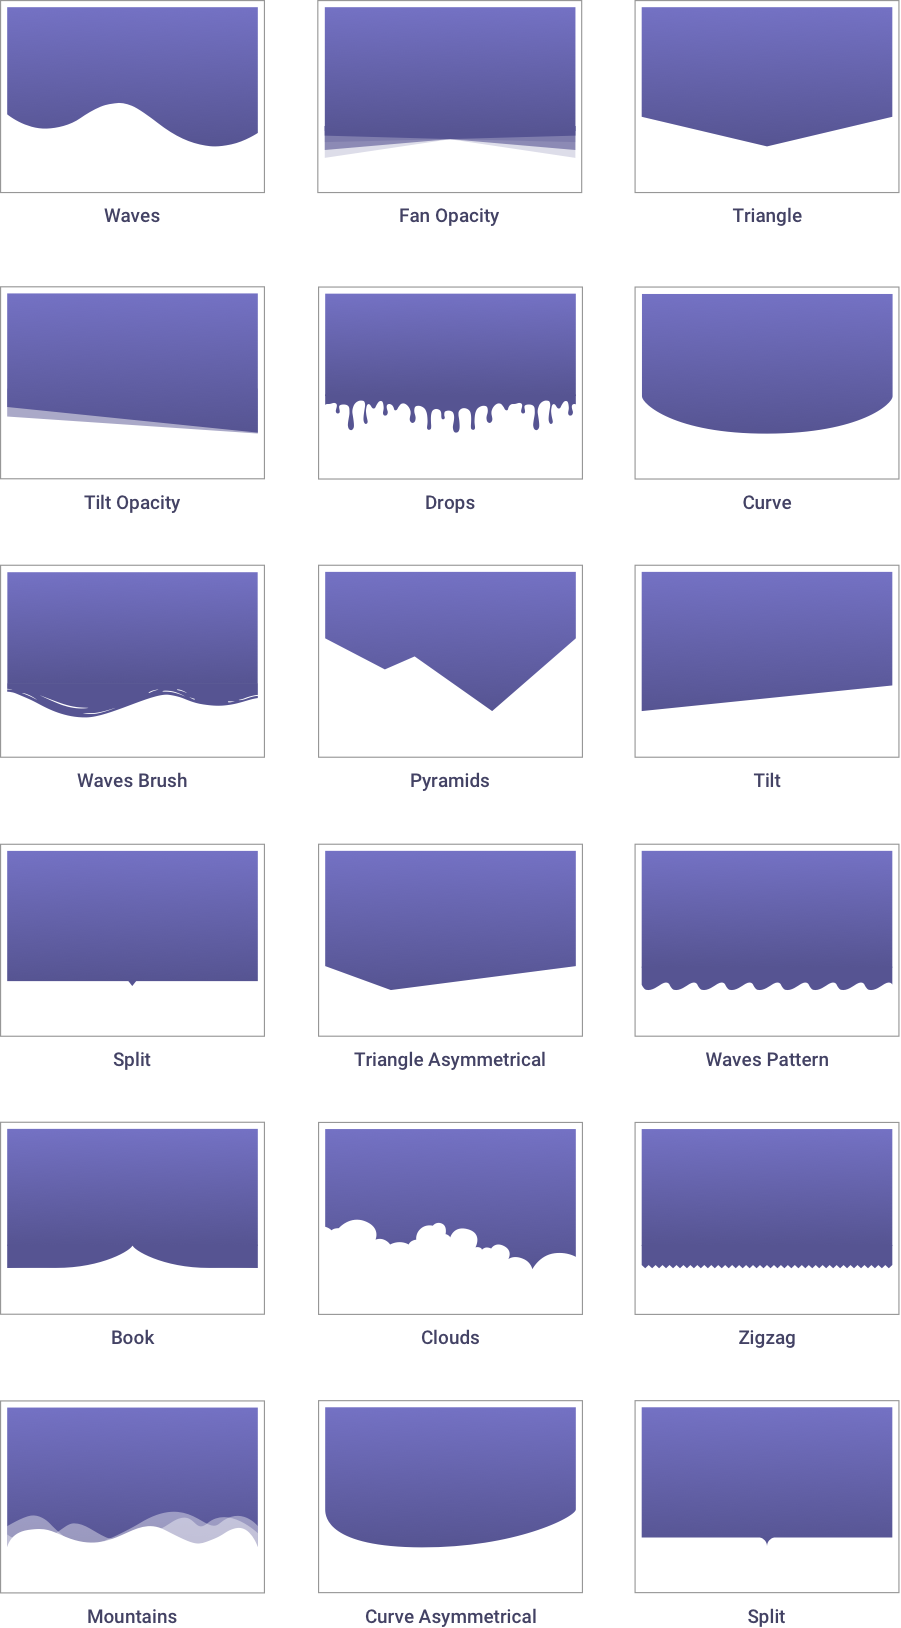 Waves
Fan Opacity
Triangle
Tilt Opacity
Drops
Curve
Waves Brush
Pyramids
Tilt
Split
Triangle Asymmetrical
Waves Pattern
Book
Clouds
Zigzag
Mountains
Curve Asymmetrical
Split